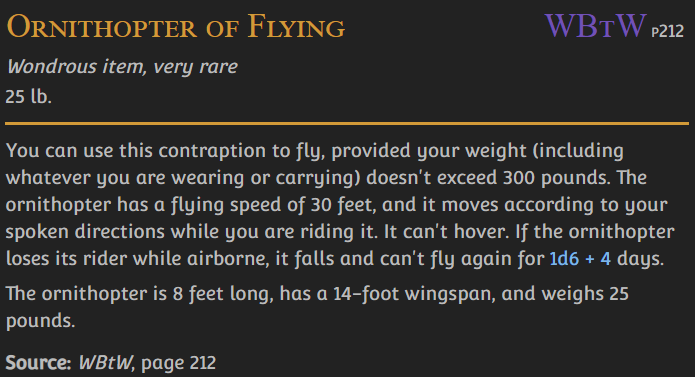 Ornithopter of Flying WBtW p212
Wondrous item, very rare
25 lb.
You can use this contraption to fly, provided your weight (including
whatever you are wearing or carrying) doesn't exceed 300 pounds. The
ornithopter has a flying speed of 30 feet, and it moves according to your
spoken directions while you are riding it. It can't hover. If the ornithopter
loses its rider while airborne, it falls and can't fly again for 1d6 + 4 days.
The ornithopter is 8 feet long, has a 14-foot wingspan, and weighs 25
pounds.
Source: WBtW, page 212